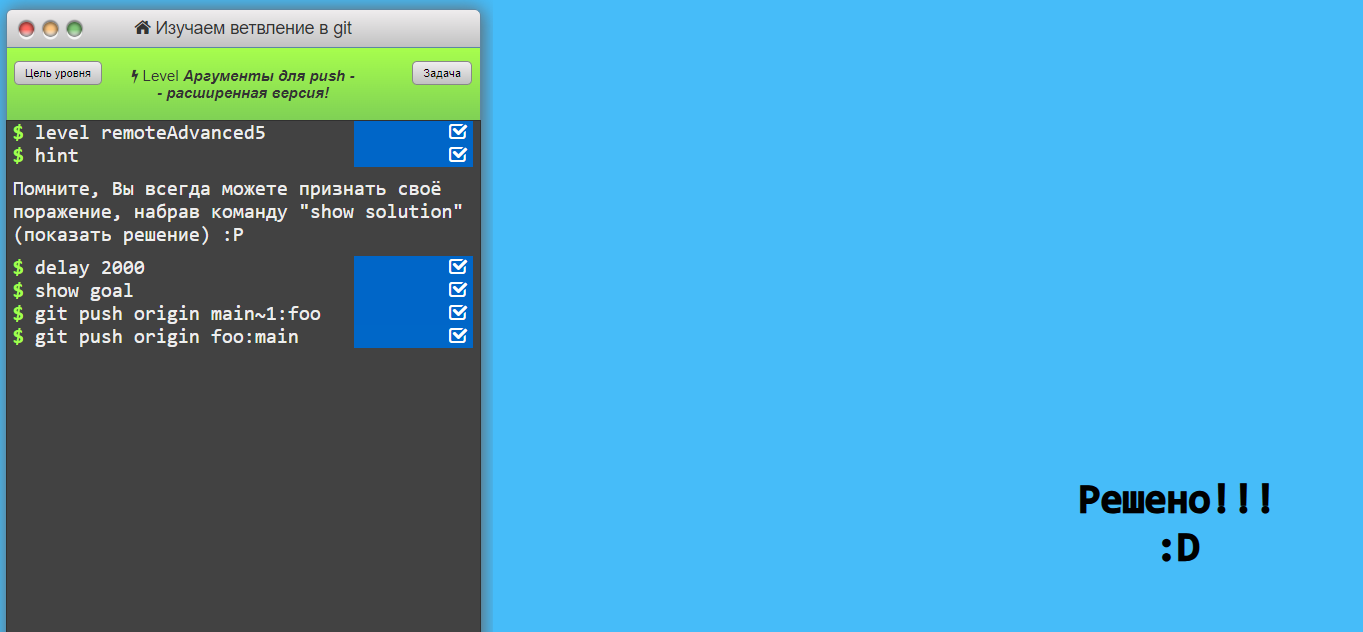 Изучаем ветвление в git
Цель уровня
Level Аргументы для push -
- расширенная версия!
Задача
$ level remoteAdvanced5
$ hint
Помните, Вы всегда можете признать своё
поражение, набрав команду "show solution"
(показать решение) :P
$ delay 2000
$ show goal
$ git push origin main~1:foo
$ git push origin foo:main
Решено!!!
:D